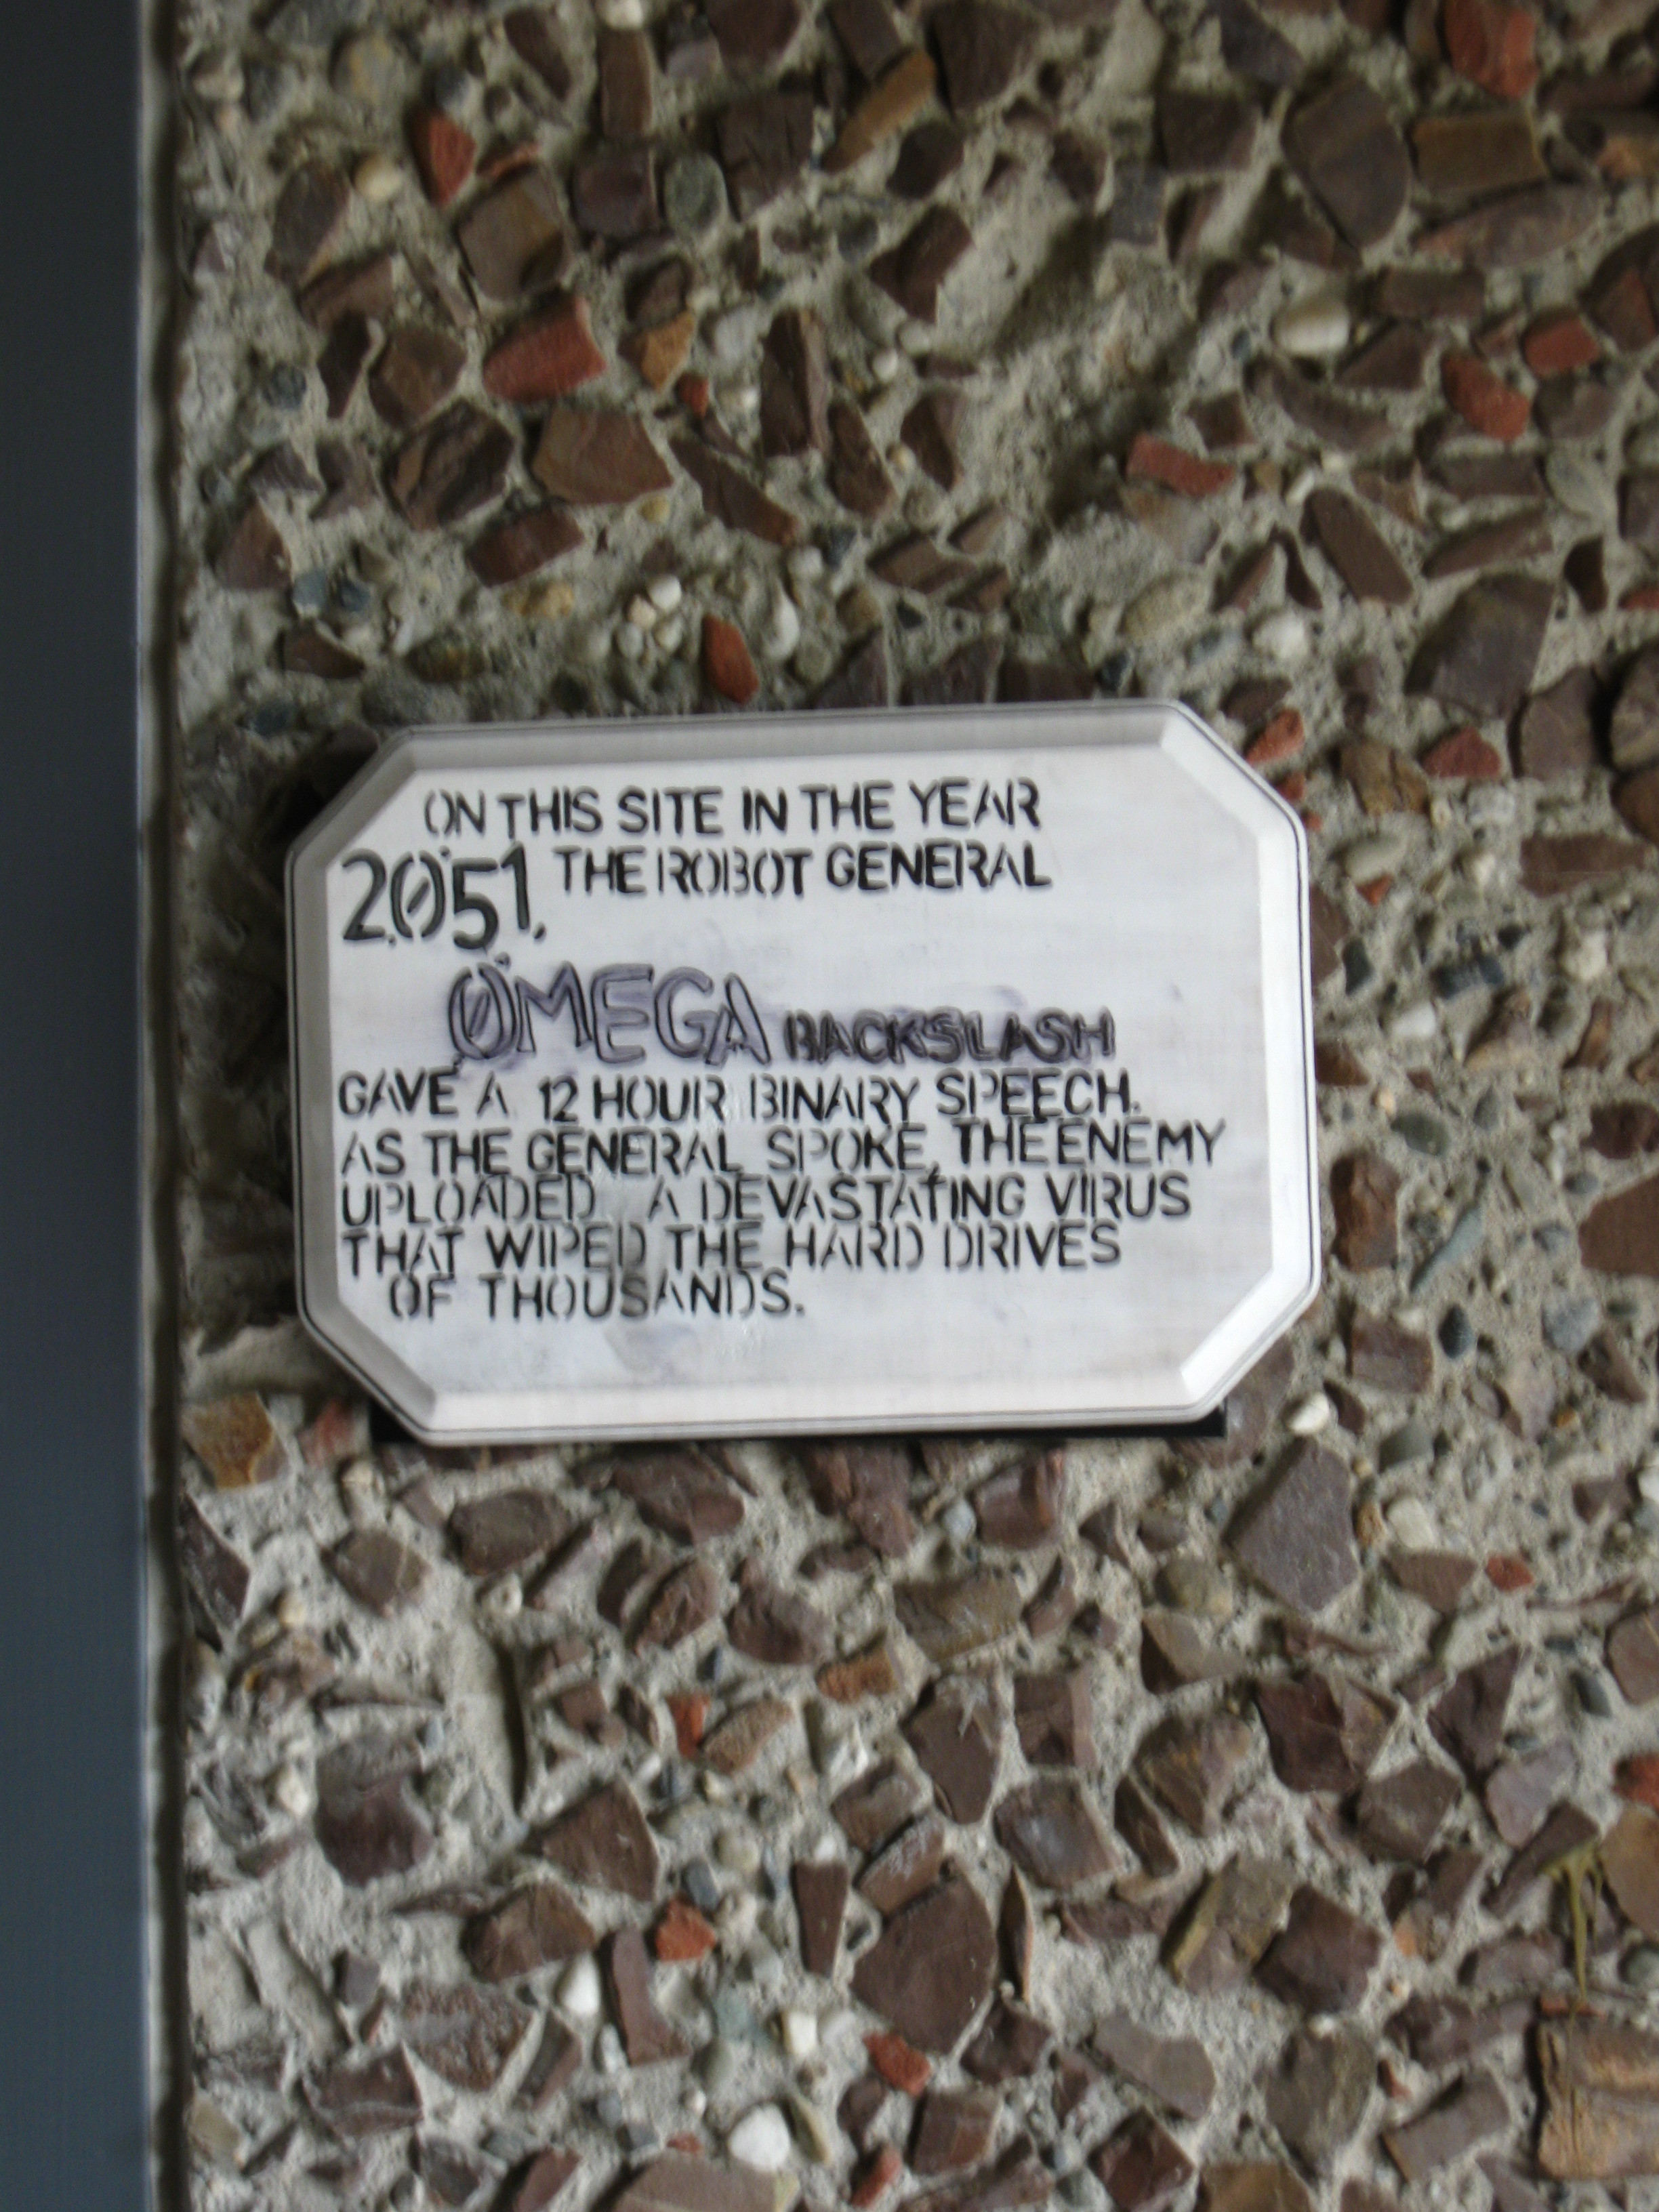 ON THIS SITE IN THE YEAR
2051, THE ROBOT GENERAL
OMEGA BACKSLASH
GAVE A 12 HOUR BINARY SPEECH.
AS THE GENERAL SPOKE, THE ENEMY
UPLOADED A DEVASTATING VIRUS
THAT WIPED THE HARD DRIVES
OF THOUSANDS.